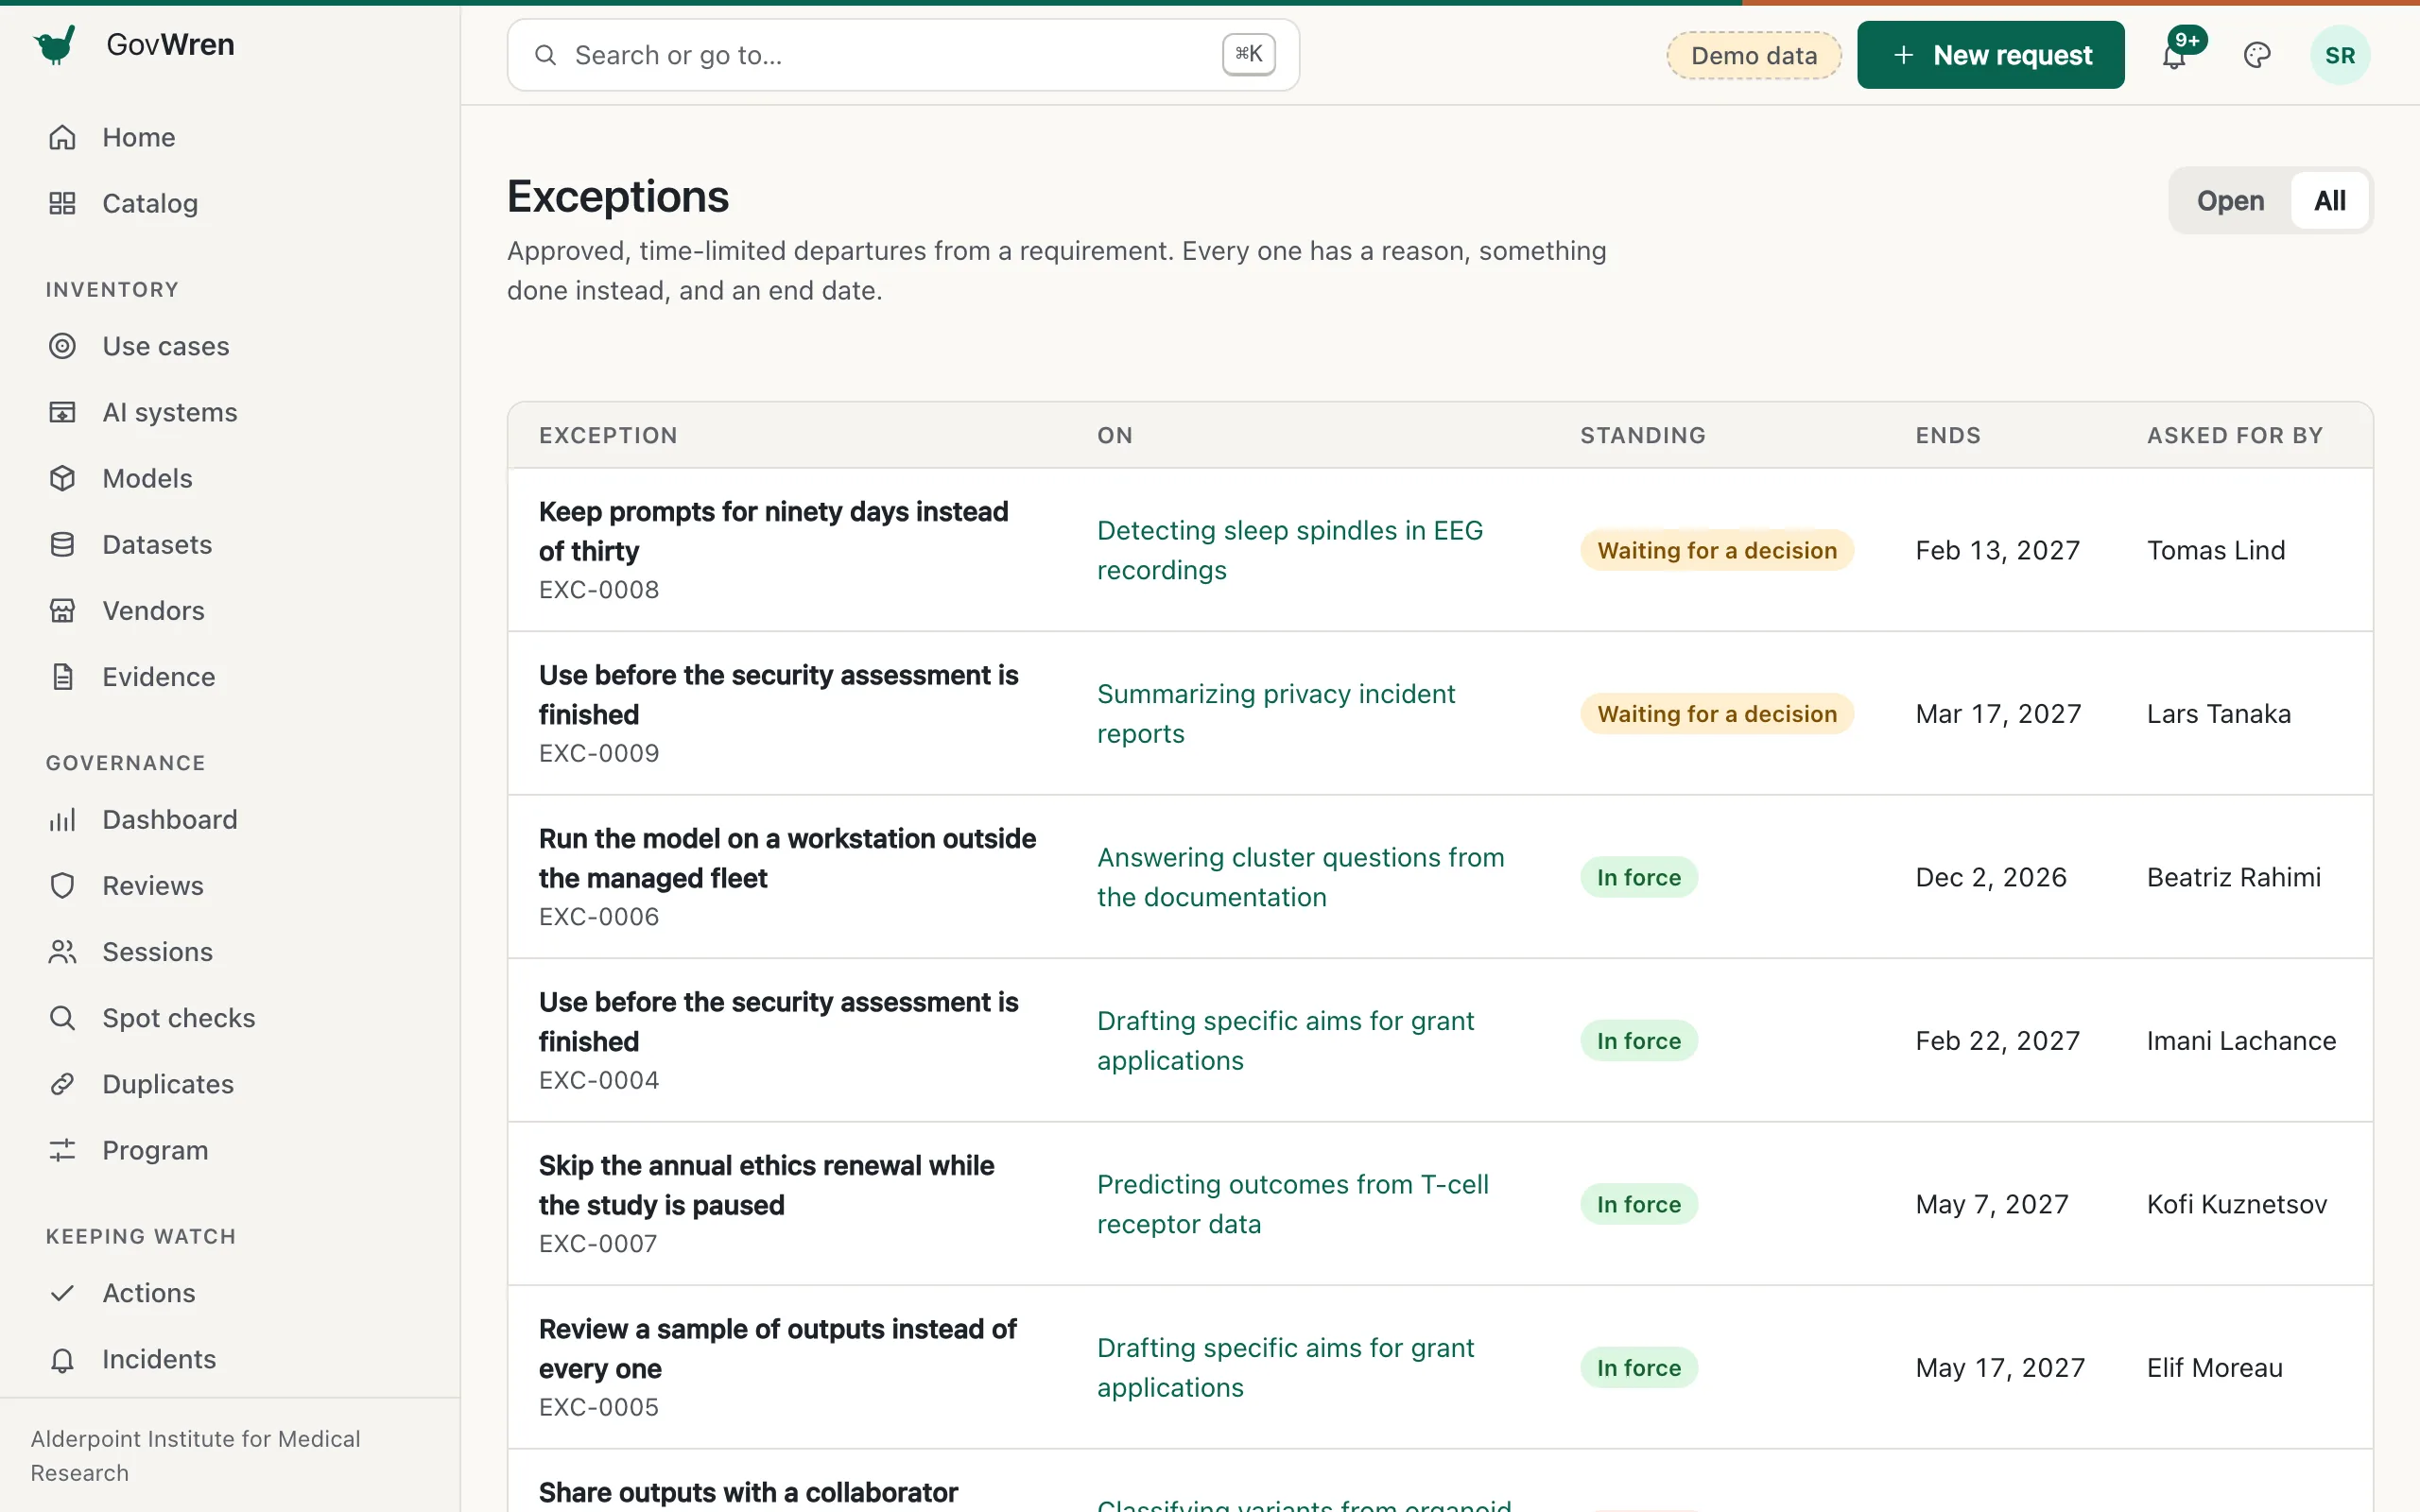 GovWren
Search or go to...
⌘K
Demo data
+ New request
9+
SR
Home
Catalog
INVENTORY
Use cases
AI systems
Models
Datasets
Vendors
Evidence
GOVERNANCE
Dashboard
Reviews
Sessions
Spot checks
Duplicates
Program
KEEPING WATCH
Actions
Incidents
Alderpoint Institute for Medical
Research
Exceptions
Open
All
Approved, time-limited departures from a requirement. Every one has a reason, something
done instead, and an end date.
EXCEPTION ON STANDING ENDS ASKED FOR BY
Keep prompts for ninety days instead
of thirty
EXC-0008
Detecting sleep spindles in EEG
recordings
Waiting for a decision
Feb 13, 2027
Tomas Lind
Use before the security assessment is
finished
EXC-0009
Summarizing privacy incident
reports
Waiting for a decision
Mar 17, 2027
Lars Tanaka
Run the model on a workstation outside
the managed fleet
EXC-0006
Answering cluster questions from
the documentation
In force
Dec 2, 2026
Beatriz Rahimi
Use before the security assessment is
finished
EXC-0004
Drafting specific aims for grant
applications
In force
Feb 22, 2027
Imani Lachance
Skip the annual ethics renewal while
the study is paused
EXC-0007
Predicting outcomes from T-cell
receptor data
In force
May 7, 2027
Kofi Kuznetsov
Review a sample of outputs instead of
every one
EXC-0005
Drafting specific aims for grant
applications
In force
May 17, 2027
Elif Moreau
Share outputs with a collaborator
Classifying variants from organoid